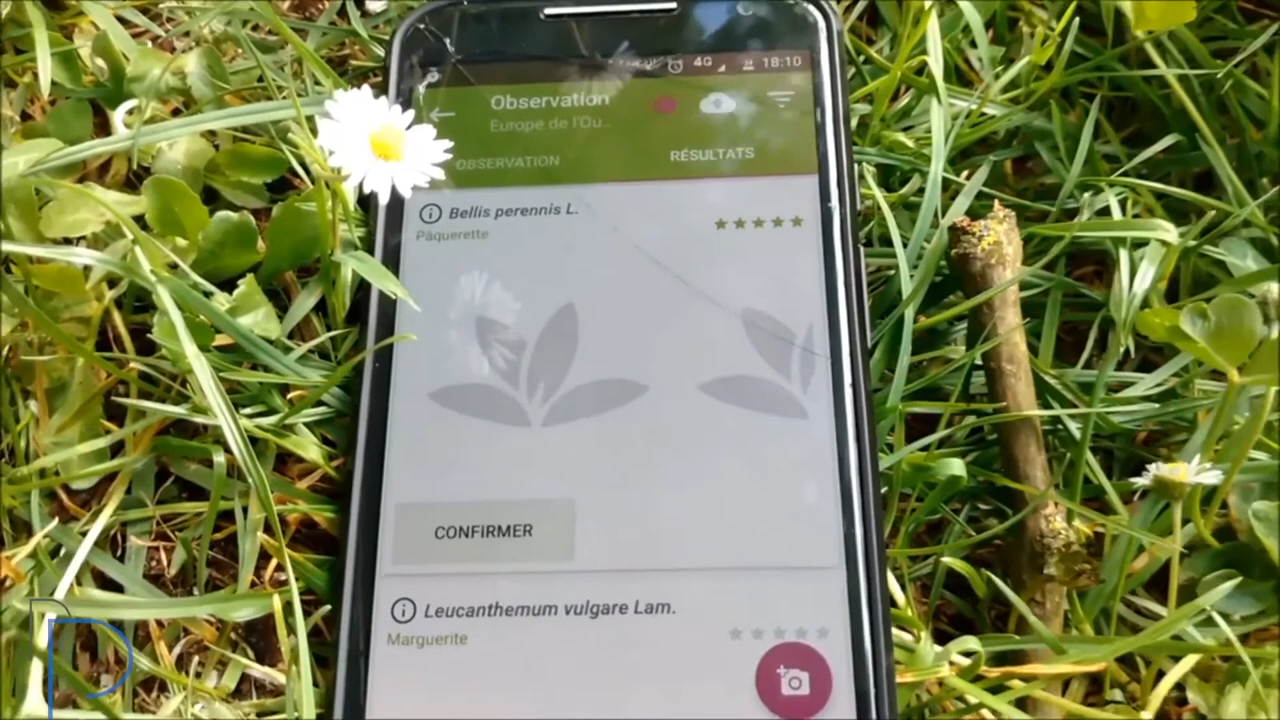 4G 18:10
Observation
Europe de l'Ou...
OBSERVATION RÉSULTATS
Bellis perennis L.
Pâquerette
CONFIRMER
Leucanthemum vulgare Lam.
Marguerite